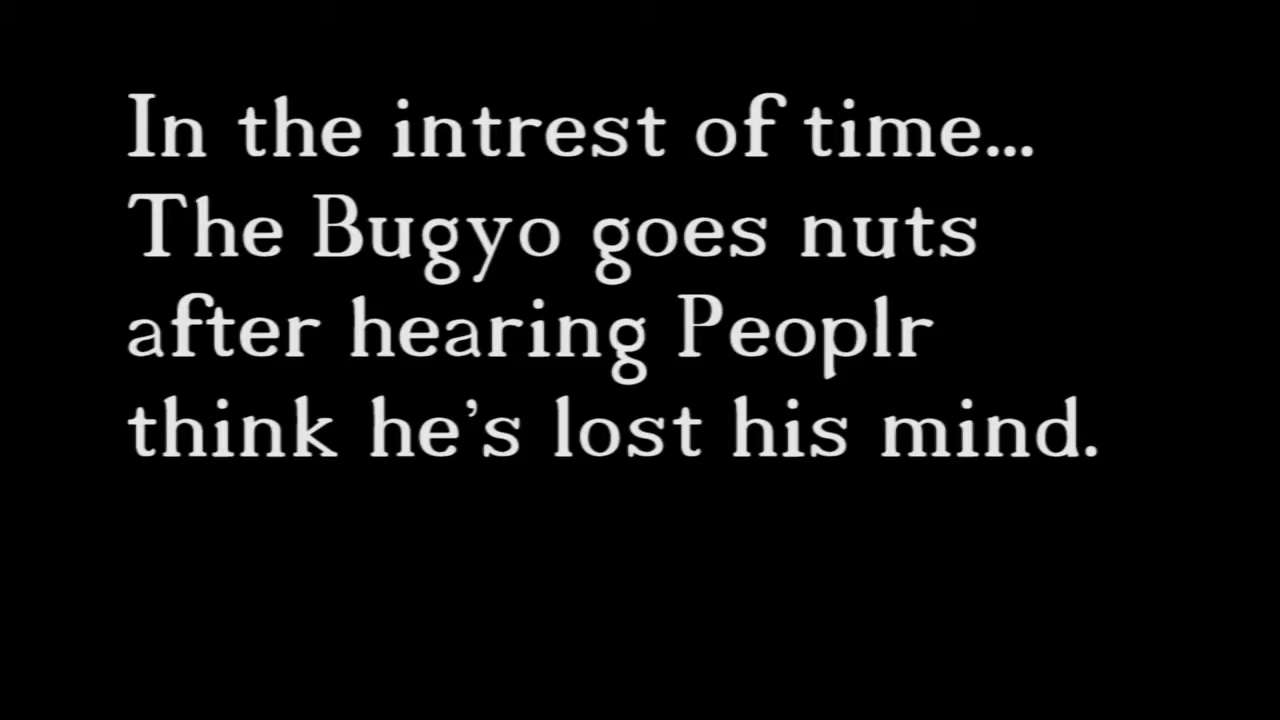 In the intrest of time...
The Bugyo goes nuts
after hearing Peoplr
think he's lost his mind.